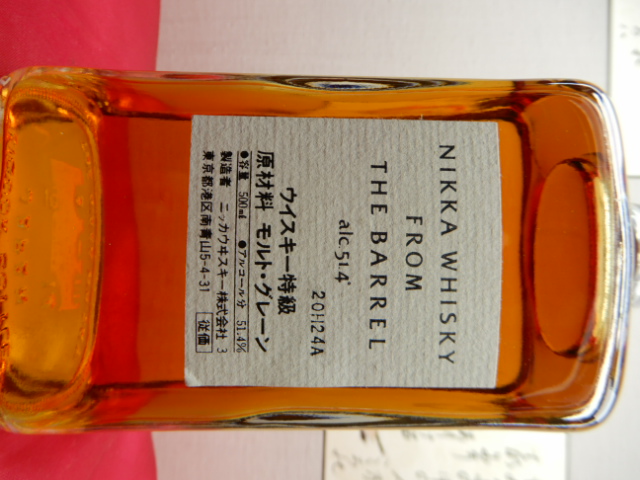 NIKKA WHISKY
FROM
THE BARREL
alc.51.4°
20H24A
ウイスキー特級
原材料 モルト・グレーン
●容量 500ml ●アルコール分 51.4%
製造者 ニッカウヰスキー株式会社 3
東京都港区南青山5-4-31 従価